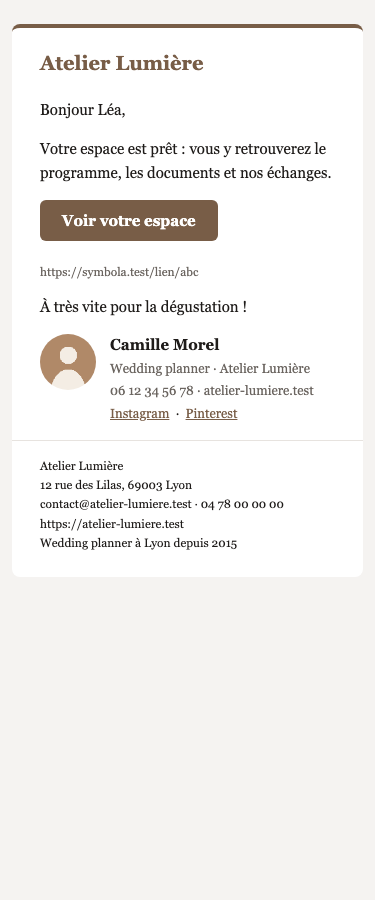 Atelier Lumière
Bonjour Léa,
Votre espace est prêt : vous y retrouverez le
programme, les documents et nos échanges.
Voir votre espace
https://symbola.test/lien/abc
À très vite pour la dégustation !
Camille Morel
Wedding planner · Atelier Lumière
06 12 34 56 78 · atelier-lumiere.test
Instagram · Pinterest
Atelier Lumière
12 rue des Lilas, 69003 Lyon
contact@atelier-lumiere.test · 04 78 00 00 00
https://atelier-lumiere.test
Wedding planner à Lyon depuis 2015